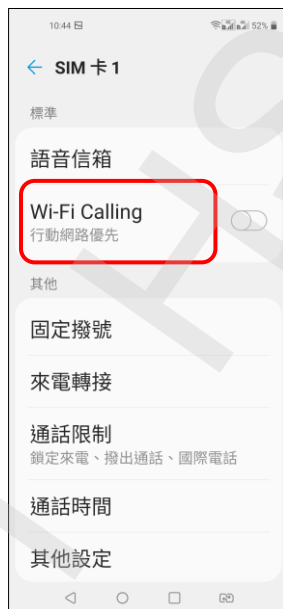 10:44 52%
← SIM 卡 1
標準
語音信箱
Wi-Fi Calling
行動網路優先
其他
固定撥號
來電轉接
通話限制
鎖定來電、撥出通話、國際電話
通話時間
其他設定